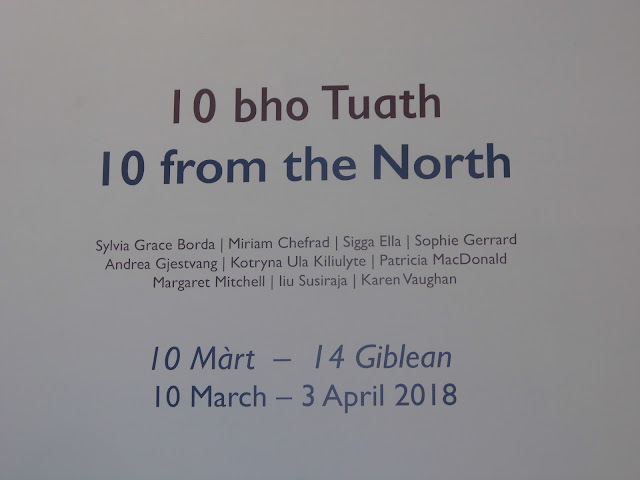 10 bho Tuath
10 from the North
Sylvia Grace Borda | Miriam Chefrad | Sigga Ella | Sophie Gerrard
Andrea Gjestvang | Kotryna Ula Kiliulyte | Patricia MacDonald
Margaret Mitchell | Iiu Susiraja | Karen Vaughan
10 Màrt – 14 Giblean
10 March – 3 April 2018